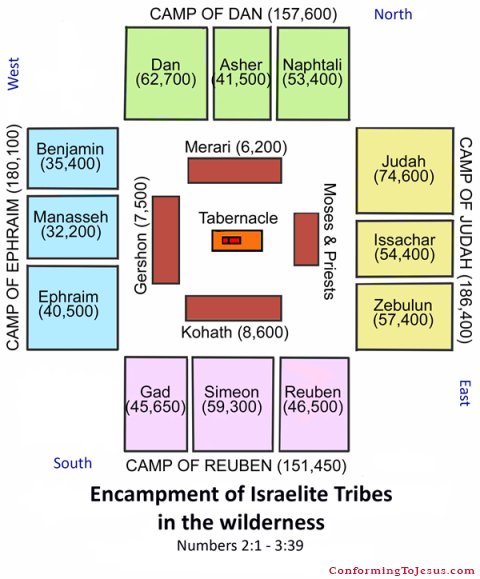 CAMP OF DAN (157,600)
North
West
Dan
(62,700)
Asher
(41,500)
Naphtali
(53,400)
CAMP OF EPHRAIM (180,100)
Benjamin
(35,400)
Manasseh
(32,200)
Ephraim
(40,500)
Merari (6,200)
Gershon (7,500)
Tabernacle
Moses & Priests
Kohath (8,600)
Judah
(74,600)
Issachar
(54,400)
Zebulun
(57,400)
CAMP OF JUDAH (186,400)
East
Gad
(45,650)
Simeon
(59,300)
Reuben
(46,500)
South
CAMP OF REUBEN (151,450)
Encampment of Israelite Tribes
in the wilderness
Numbers 2:1 - 3:39
ConformingToJesus.com